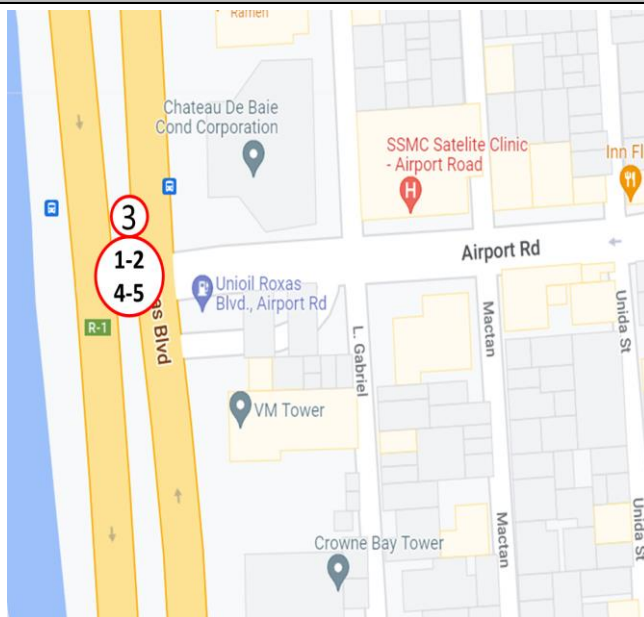 Ramen
Chateau De Baie
Cond Corporation
SSMC Satelite Clinic
- Airport Road
Inn Fl
3
1-2
4-5
Airport Rd
Unioil Roxas
Blvd., Airport Rd
R-1
as Blvd
L. Gabriel
Mactan
Unida St
VM Tower
Mactan
Unida St
Crowne Bay Tower